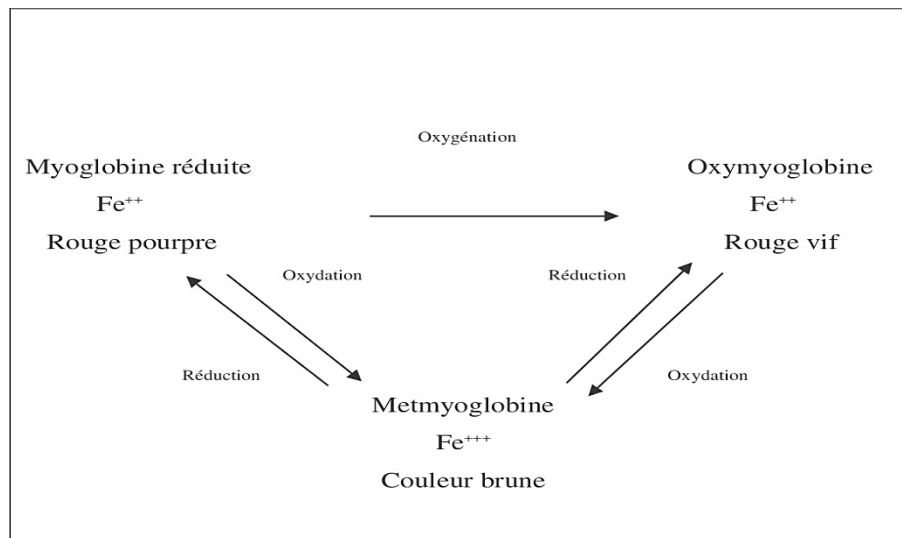 Oxygénation
Myoglobine réduite
Fe⁺⁺
Rouge pourpre
Oxymyoglobine
Fe⁺⁺
Rouge vif
Oxydation
Réduction
Réduction
Oxydation
Metmyoglobine
Fe⁺⁺⁺
Couleur brune